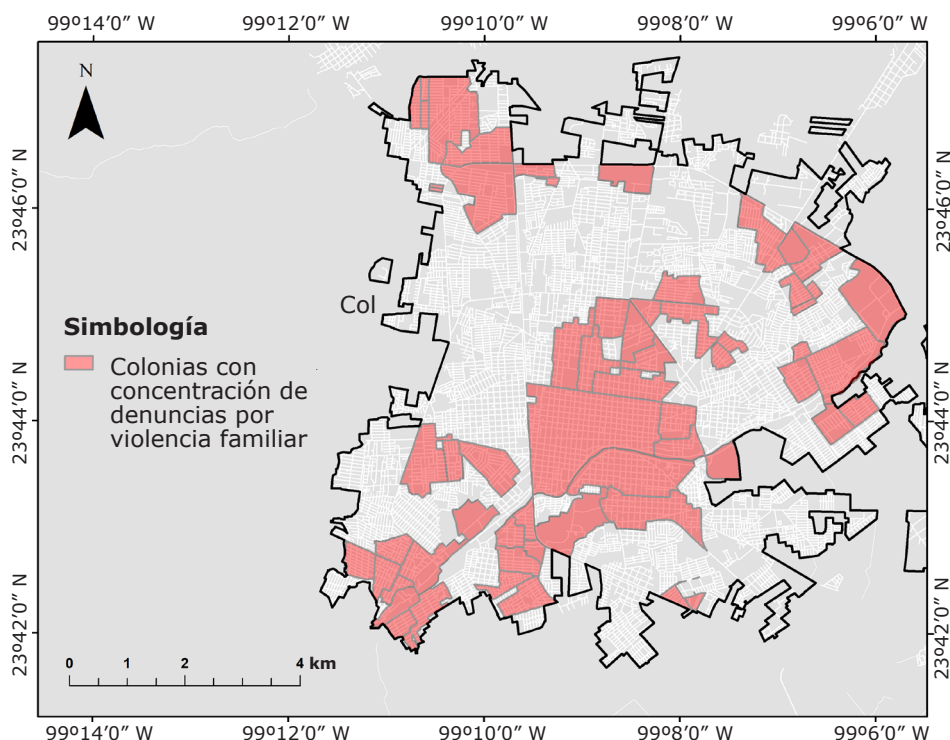 99º14’0” W 99º12’0” W 99º10’0” W 99º8’0” W 99º6’0” W
N
23º46’0” N
23º46’0” N
Col
Simbología
Colonias con
concentración de
denuncias por
violencia familiar
23º44’0” N
23º44’0” N
23º42’0” N
23º42’0” N
0 1 2 4 km
99º14’0” W 99º12’0” W 99º10’0” W 99º8’0” W 99º6’0” W